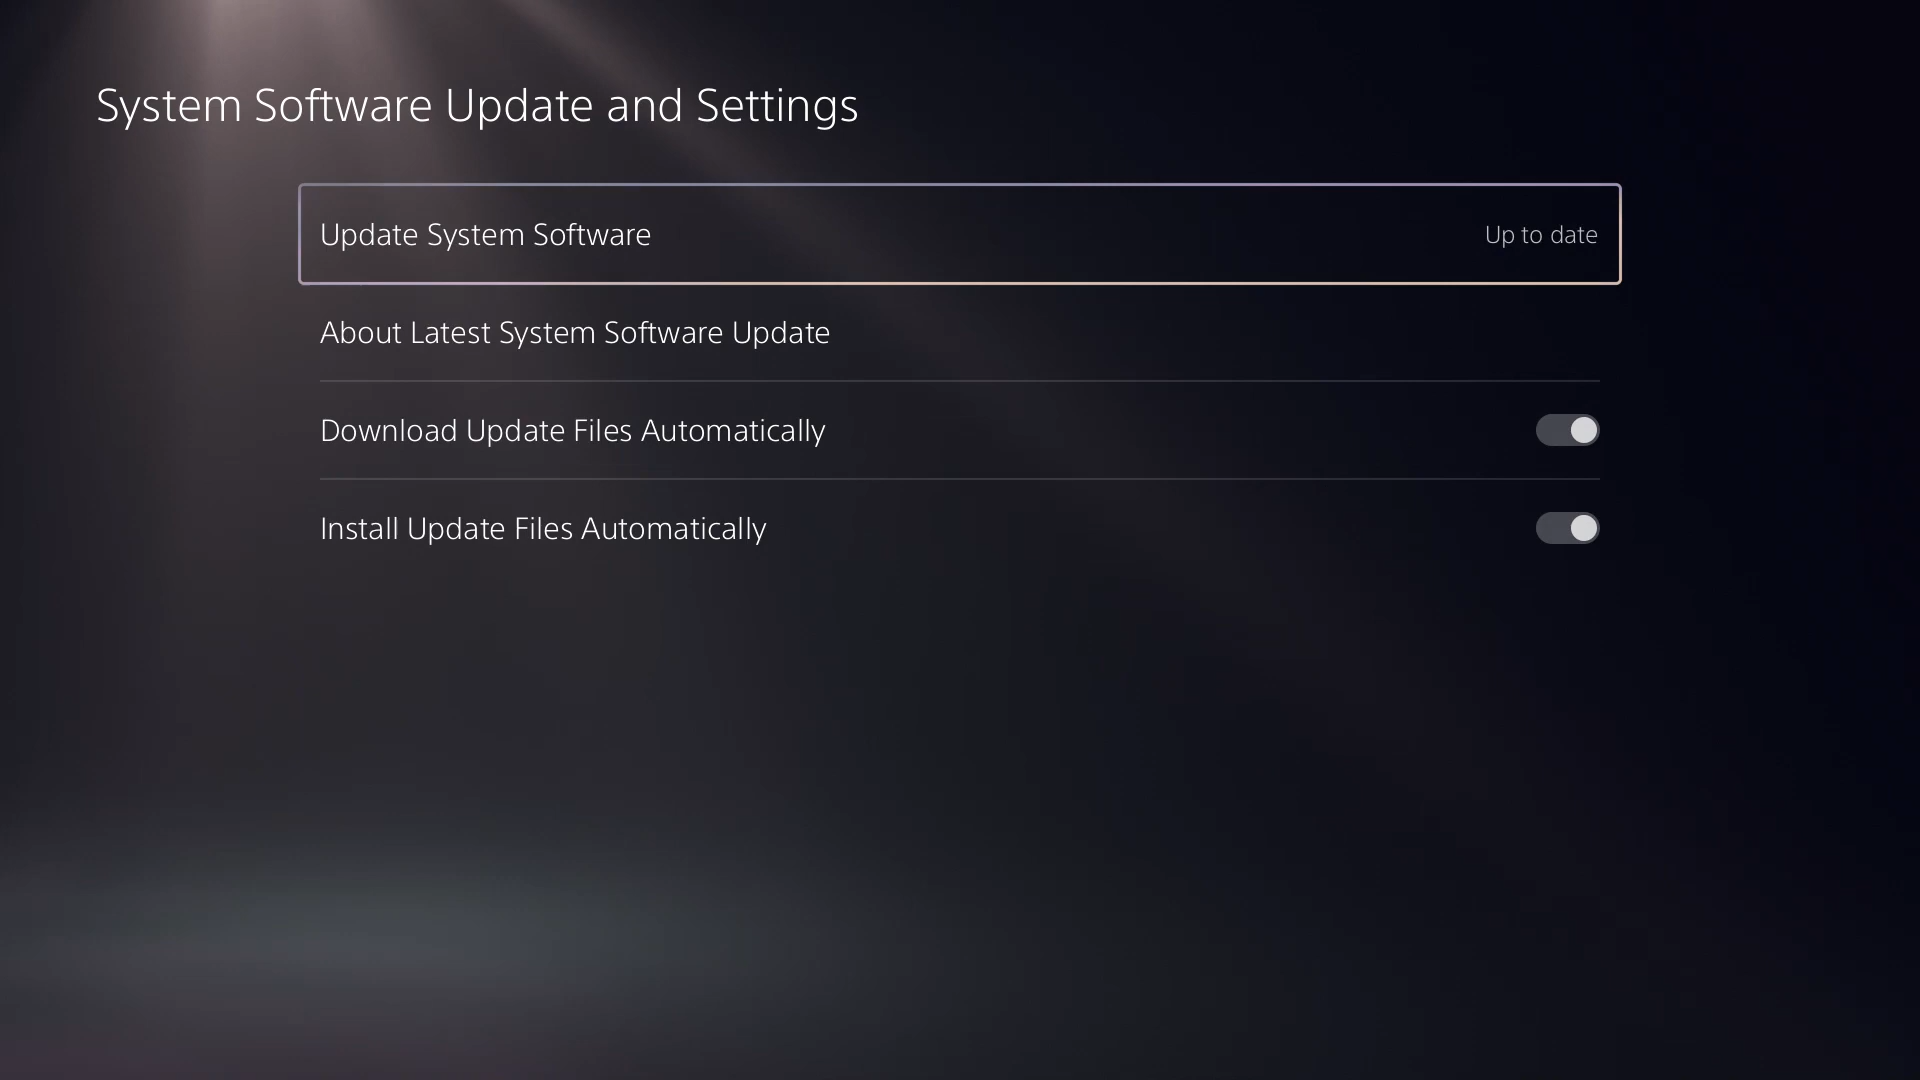 System Software Update and Settings
Update System Software Up to date
About Latest System Software Update
Download Update Files Automatically
Install Update Files Automatically